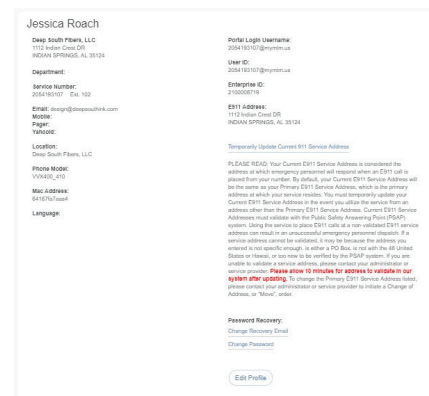 Jessica Roach
Deep South Fibers, LLC
1112 Indian Crest DR
INDIAN SPRINGS, AL 35124
Department:
Service Number:
2054193107 Ext. 102
Email: design@deepsouthink.com
Mobile:
Pager:
YahooId:
Location:
Deep South Fibers, LLC
Phone Model:
VVX400_d10
Mac Address:
64167fa7aaa4
Language:
Portal Login Username:
2054193107@mymtm.us
User ID:
2054193107@mymtm.us
Enterprise ID:
2100008719
E911 Address:
1112 Indian Crest DR
INDIAN SPRINGS, AL 35124
Temporarily Update Current 911 Service Address
PLEASE READ: Your Current E911 Service Address is considered the
address at which emergency personnel will respond when an E911 call is
placed from your number. By default, your Current E911 Service Address will
be the same as your Primary E911 Service Address, which is the primary
address at which your service resides. You must temporarily update your
Current E911 Service Address in the event you utilize the service from an
address other than the Primary E911 Service Address. Current E911 Service
Addresses must validate with the Public Safety Answering Point (PSAP)
system. Using the service to place E911 calls at a non-validated E911 service
address can result in an unsuccessful emergency personnel dispatch. If a
service address cannot be validated, it may be because the address you
entered is not specific enough, is either a PO Box, is not with the 48 United
States or Hawaii, or too new to be verified by the PSAP system. If you are
unable to validate a service address, please contact your administrator or
service provider. Please allow 10 minutes for address to validate in our
system after updating. To change the Primary E911 Service Address listed,
please contact your administrator or service provider to initiate a Change of
Address, or "Move", order.
Password Recovery:
Change Recovery Email
Change Password
Edit Profile